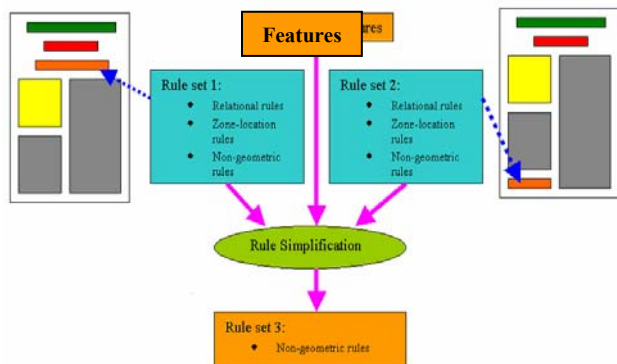 Features
ures
Rule set 1:
• Relational rules
• Zone-location
rules
• Non-geometric
rules
Rule set 2:
• Relational rules
• Zone-location
rules
• Non-geometric
rules
Rule Simplification
Rule set 3:
• Non-geometric rules